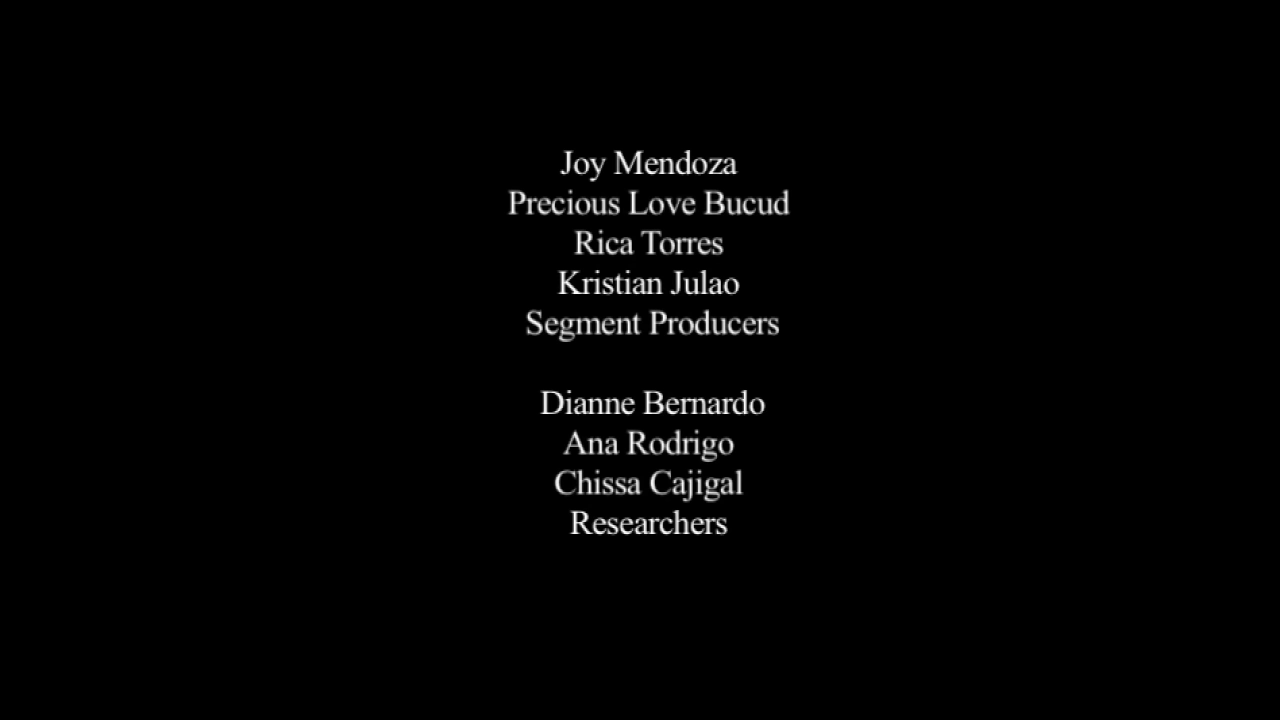 Joy Mendoza
Precious Love Bucud
Rica Torres
Kristian Julao
Segment Producers
Dianne Bernardo
Ana Rodrigo
Chissa Cajigal
Researchers